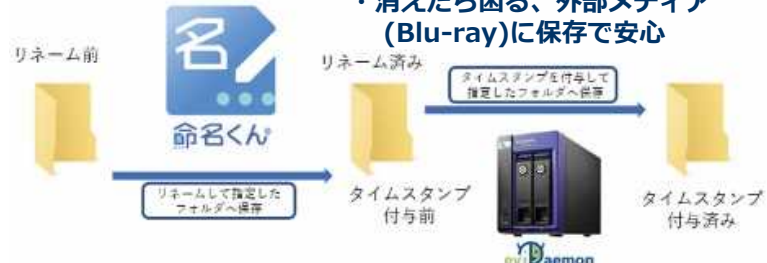 ・消えたら困る、外部メディア
(Blu-ray)に保存で安心
リネーム前
名
命名くん
リネーム済み
タイムスタンプを付与して
指定したフォルダへ保存
リネームして指定した
フォルダへ保存
タイムスタンプ
付与前
タイムスタンプ
付与済み
eviDaemon